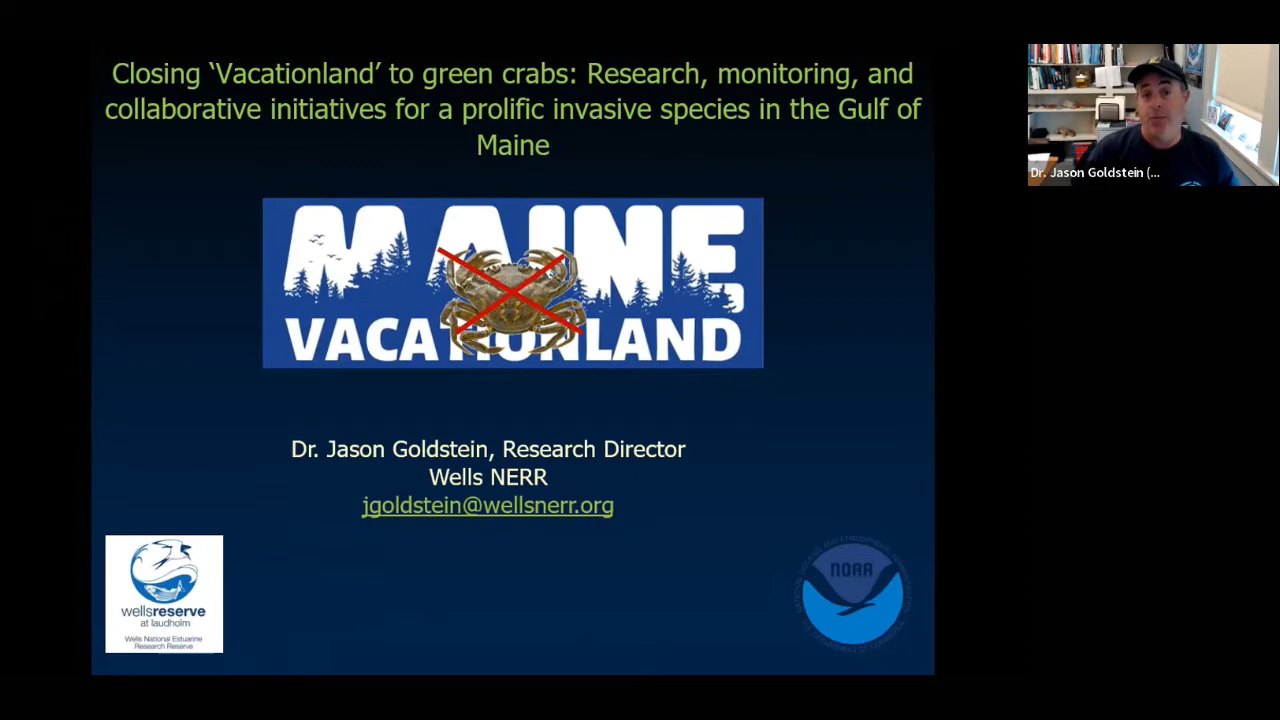 Closing ‘Vacationland’ to green crabs: Research, monitoring, and
collaborative initiatives for a prolific invasive species in the Gulf of
Maine
Dr. Jason Goldstein (...
MAINE
VACATIONLAND
Dr. Jason Goldstein, Research Director
Wells NERR
jgoldstein@wellsnerr.org
wellsreserve
at laudholm
Wells National Estuarine
Research Reserve
NOAA